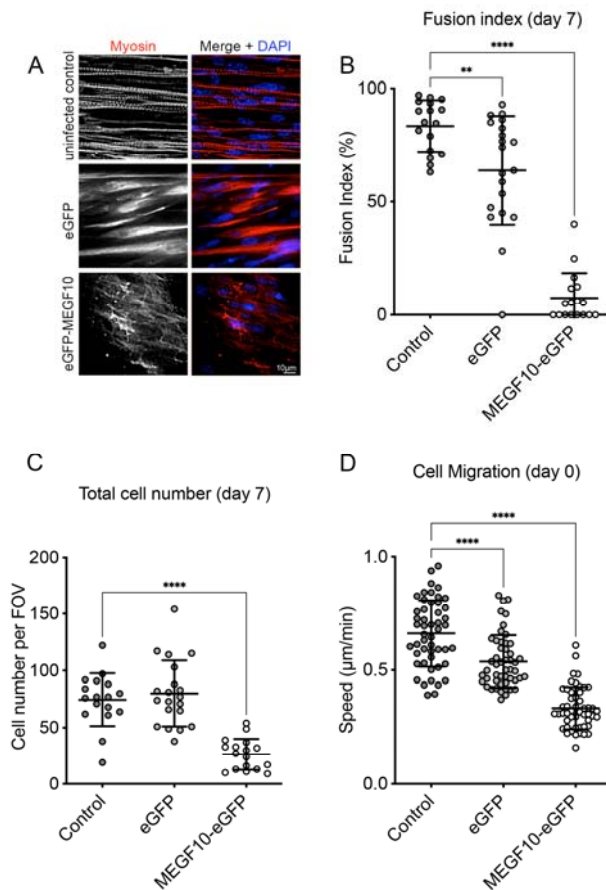 A
Myosin
Merge + DAPI
uninfected control
eGFP
eGFP-MEGF10
10µm
B
Fusion index (day 7)
****
**
Fusion Index (%)
100
50
0
Control
eGFP
MEGF10-eGFP
C
Total cell number (day 7)
****
Cell number per FOV
200
150
100
50
0
Control
eGFP
MEGF10-eGFP
D
Cell Migration (day 0)
****
****
Speed (µm/min)
1.0
0.5
0.0
Control
eGFP
MEGF10-eGFP